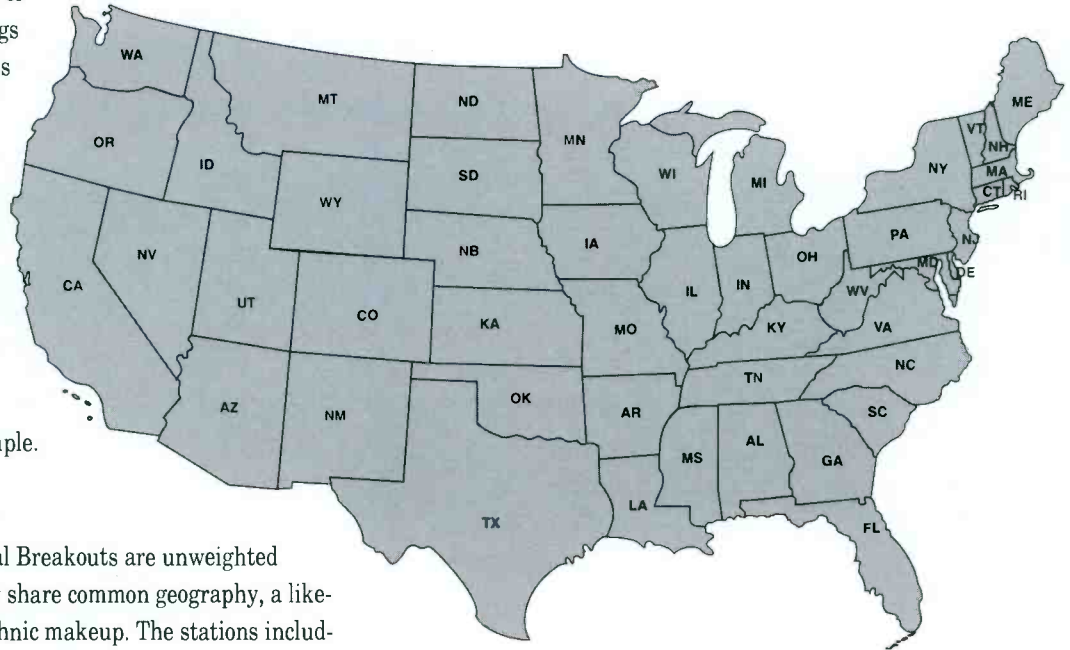 gs
s
WA
MT
ND
MN
ME
OR
ID
SD
WI
MI
NY
VT
NH
MA
CT
RI
WY
NB
IA
PA
NJ
CA
NV
UT
CO
KA
IL
IN
OH
MD
DE
WV
MO
KY
VA
AZ
NM
OK
AR
TN
NC
SC
ple.
TX
LA
MS
AL
GA
FL
al Breakouts are unweighted
share common geography, a like-
hnic makeup. The stations includ-